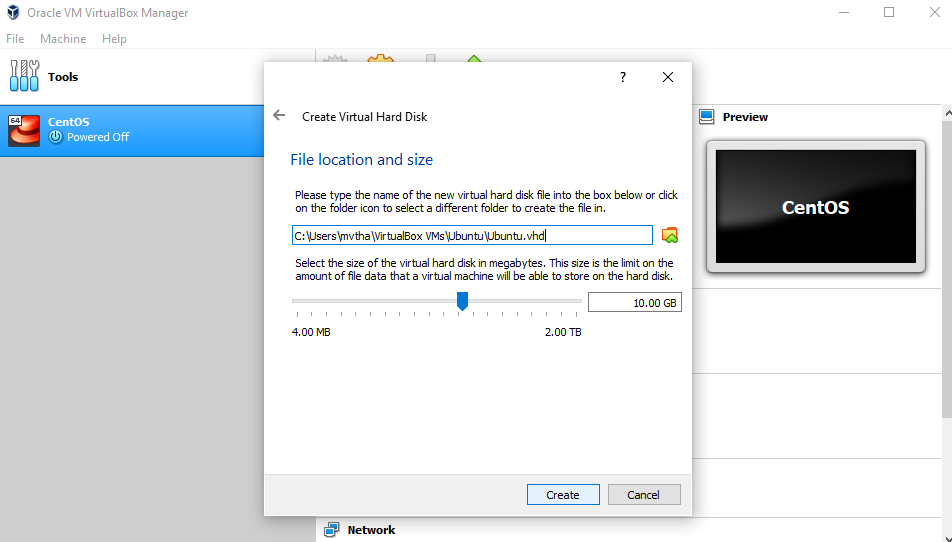 Oracle VM VirtualBox Manager
File Machine Help
Tools
64
CentOS
Powered Off
?
Create Virtual Hard Disk
File location and size
Please type the name of the new virtual hard disk file into the box below or click
on the folder icon to select a different folder to create the file in.
C:\Users\mvtha\VirtualBox VMs\Ubuntu\Ubuntu.vhd
Select the size of the virtual hard disk in megabytes. This size is the limit on the
amount of file data that a virtual machine will be able to store on the hard disk.
10.00 GB
4.00 MB 2.00 TB
Create Cancel
Preview
CentOS
Network